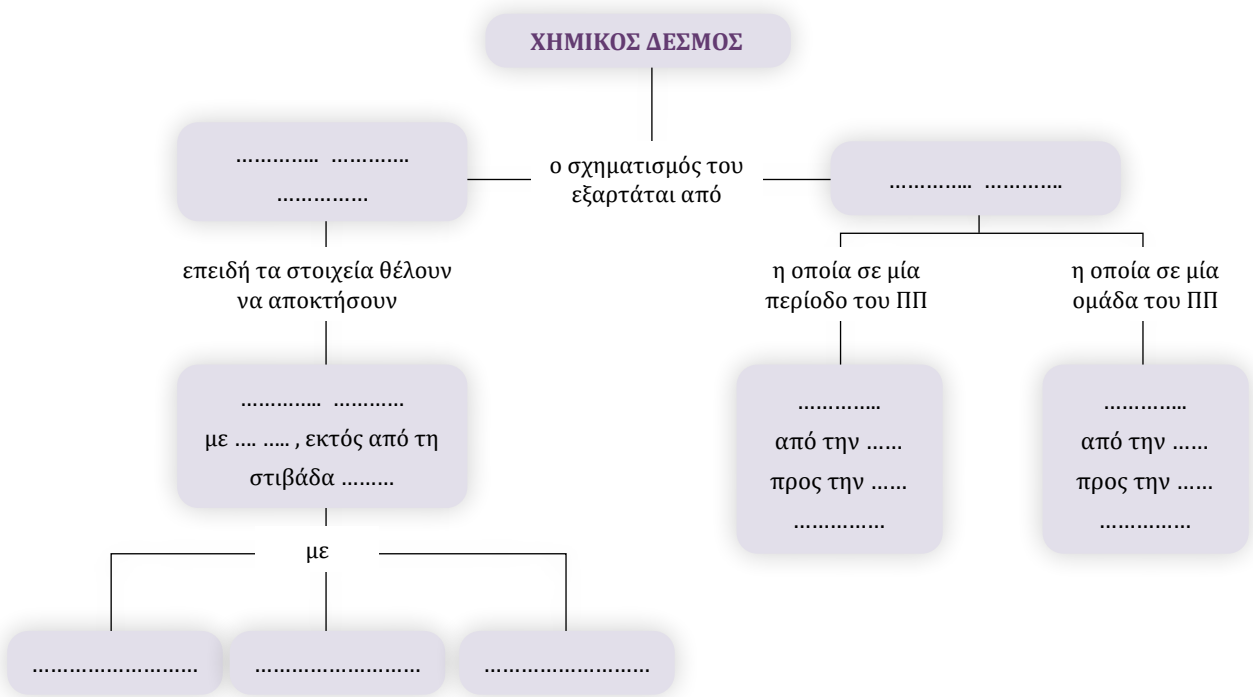 ΧΗΜΙΚΟΣ ΔΕΣΜΟΣ
………….. ………….
……………
ο σχηματισμός του
εξαρτάται από
………….. ………….
επειδή τα στοιχεία θέλουν
να αποκτήσουν
η οποία σε μία
περίοδο του ΠΠ
η οποία σε μία
ομάδα του ΠΠ
………….. …………
με .... ..... , εκτός από τη
στιβάδα ………
…………..
από την ……
προς την ……
……………
…………..
από την ……
προς την ……
……………
με
………………………
………………………
………………………